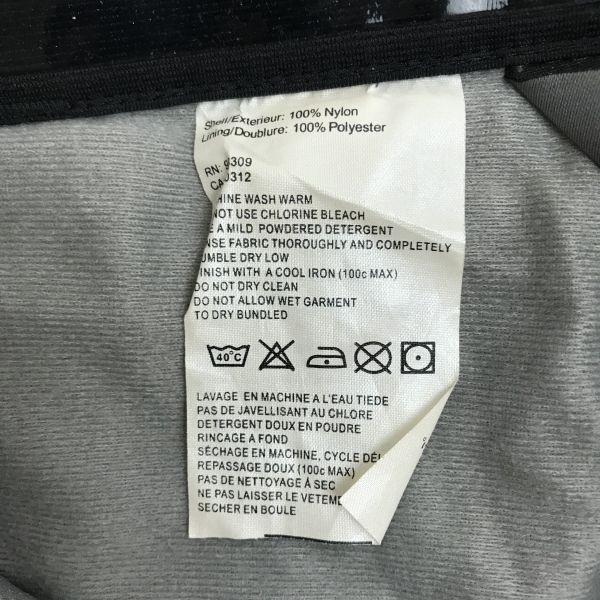 Shell/Exterieur: 100% Nylon
Lining/Doublure: 100% Polyester
RN: 309
CA 312
HINE WASH WARM
NOT USE CHLORINE BLEACH
E A MILD POWDERED DETERGENT
NSE FABRIC THOROUGHLY AND COMPLETELY
UMBLE DRY LOW
INISH WITH A COOL IRON (100c MAX)
DO NOT DRY CLEAN
DO NOT ALLOW WET GARMENT
TO DRY BUNDLED
40°C
LAVAGE EN MACHINE A L'EAU TIEDE
PAS DE JAVELLISANT AU CHLORE
DETERGENT DOUX EN POUDRE
RINCAGE A FOND
SÉCHAGE EN MACHINE, CYCLE DÉL
REPASSAGE DOUX (100c MAX)
PAS DE NETTOYAGE À SEC
NE PAS LAISSER LE VETEME
SECHER EN BOULE